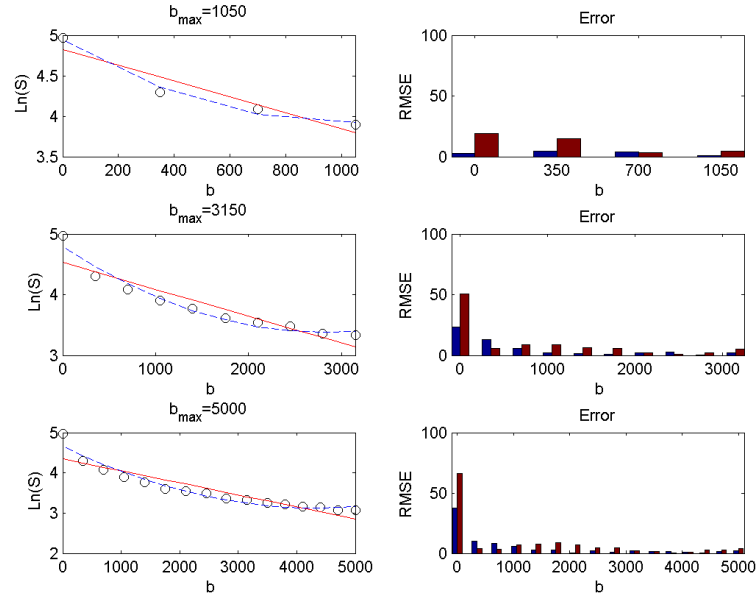 b_max=1050
Error
5
4.5
4
3.5
Ln(S)
0 200 400 600 800 1000
b
100
50
0
RMSE
0 350 700 1050
b
b_max=3150
Error
5
4
3
Ln(S)
0 1000 2000 3000
b
100
50
0
RMSE
0 1000 2000 3000
b
b_max=5000
Error
5
4
3
2
Ln(S)
0 1000 2000 3000 4000 5000
b
100
50
0
RMSE
0 1000 2000 3000 4000 5000
b